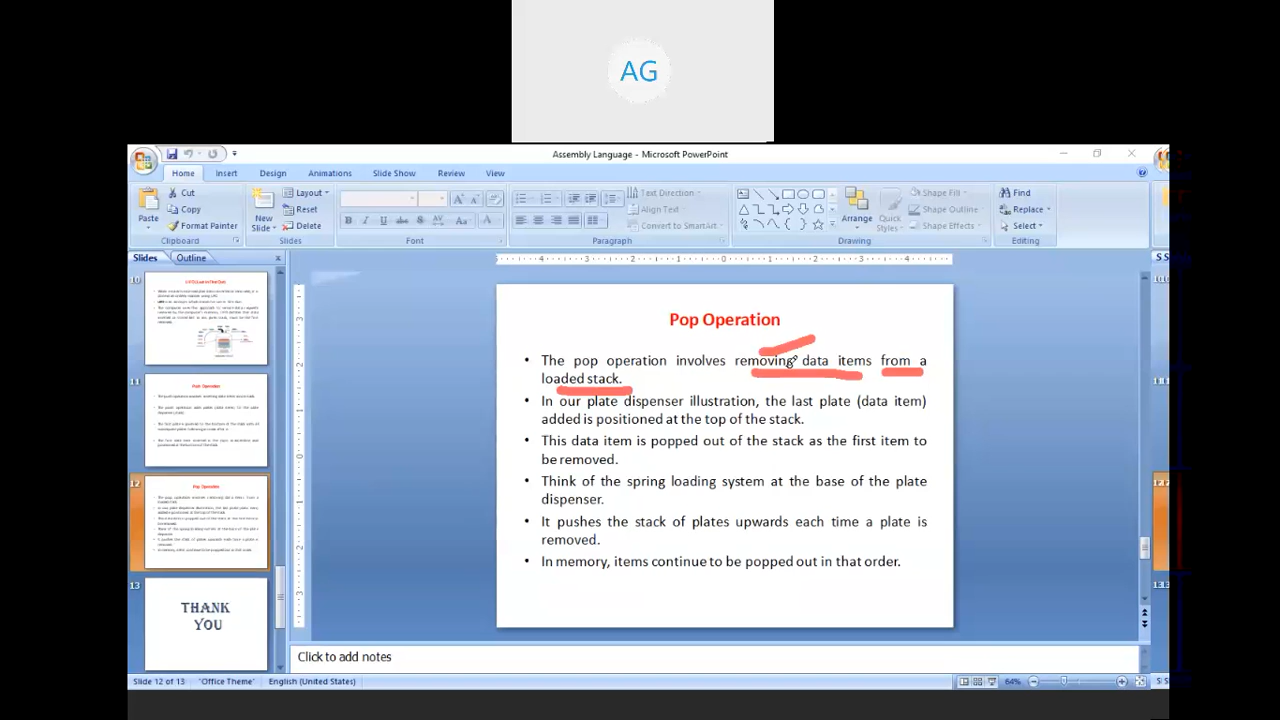 AG
Assembly Language - Microsoft PowerPoint
Home Insert Design Animations Slide Show Review View
Paste
Cut
Copy
Format Painter
Clipboard
New Slide
Layout
Reset
Delete
Slides
Font
Text Direction
Align Text
Convert to SmartArt
Paragraph
Arrange
Quick Styles
Shape Fill
Shape Outline
Shape Effects
Drawing
Find
Replace
Select
Editing
Slides Outline
10
11
12
Pop Operation
13
THANK
YOU
Pop Operation
• The pop operation involves removing data items from a
loaded stack.
• In our plate dispenser illustration, the last plate (data item)
added is positioned at the top of the stack.
• This data item is popped out of the stack as the first item to
be removed.
• Think of the spring loading system at the base of the plate
dispenser.
• It pushes the stack of plates upwards each time a plate is
removed.
• In memory, items continue to be popped out in that order.
Click to add notes
Slide 12 of 13 "Office Theme" English (United States) 64%